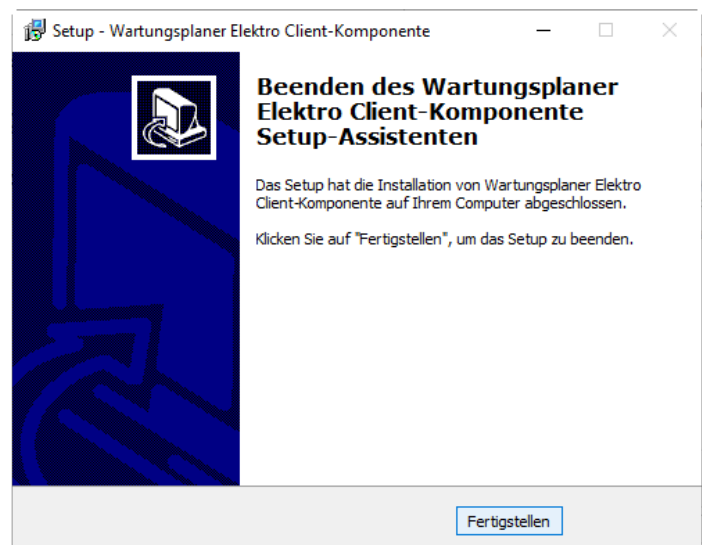 Setup - Wartungsplaner Elektro Client-Komponente
Beenden des Wartungsplaner
Elektro Client-Komponente
Setup-Assistenten
Das Setup hat die Installation von Wartungsplaner Elektro
Client-Komponente auf Ihrem Computer abgeschlossen.
Klicken Sie auf "Fertigstellen", um das Setup zu beenden.
Fertigstellen